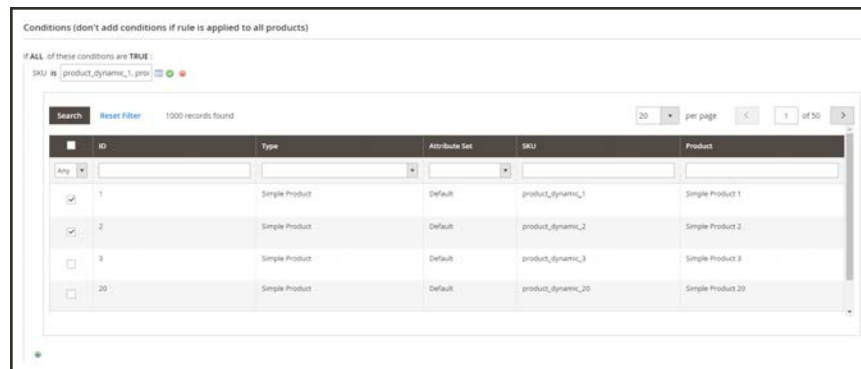 Conditions (don't add conditions if rule is applied to all products)
If ALL of these conditions are TRUE :
SKU is product_dynamic_1, proi
Search Reset Filter 1000 records found 20 per page 1 of 50
ID Type Attribute Set SKU Product
Any
1 Simple Product Default product_dynamic_1 Simple Product 1
2 Simple Product Default product_dynamic_2 Simple Product 2
3 Simple Product Default product_dynamic_3 Simple Product 3
20 Simple Product Default product_dynamic_20 Simple Product 20